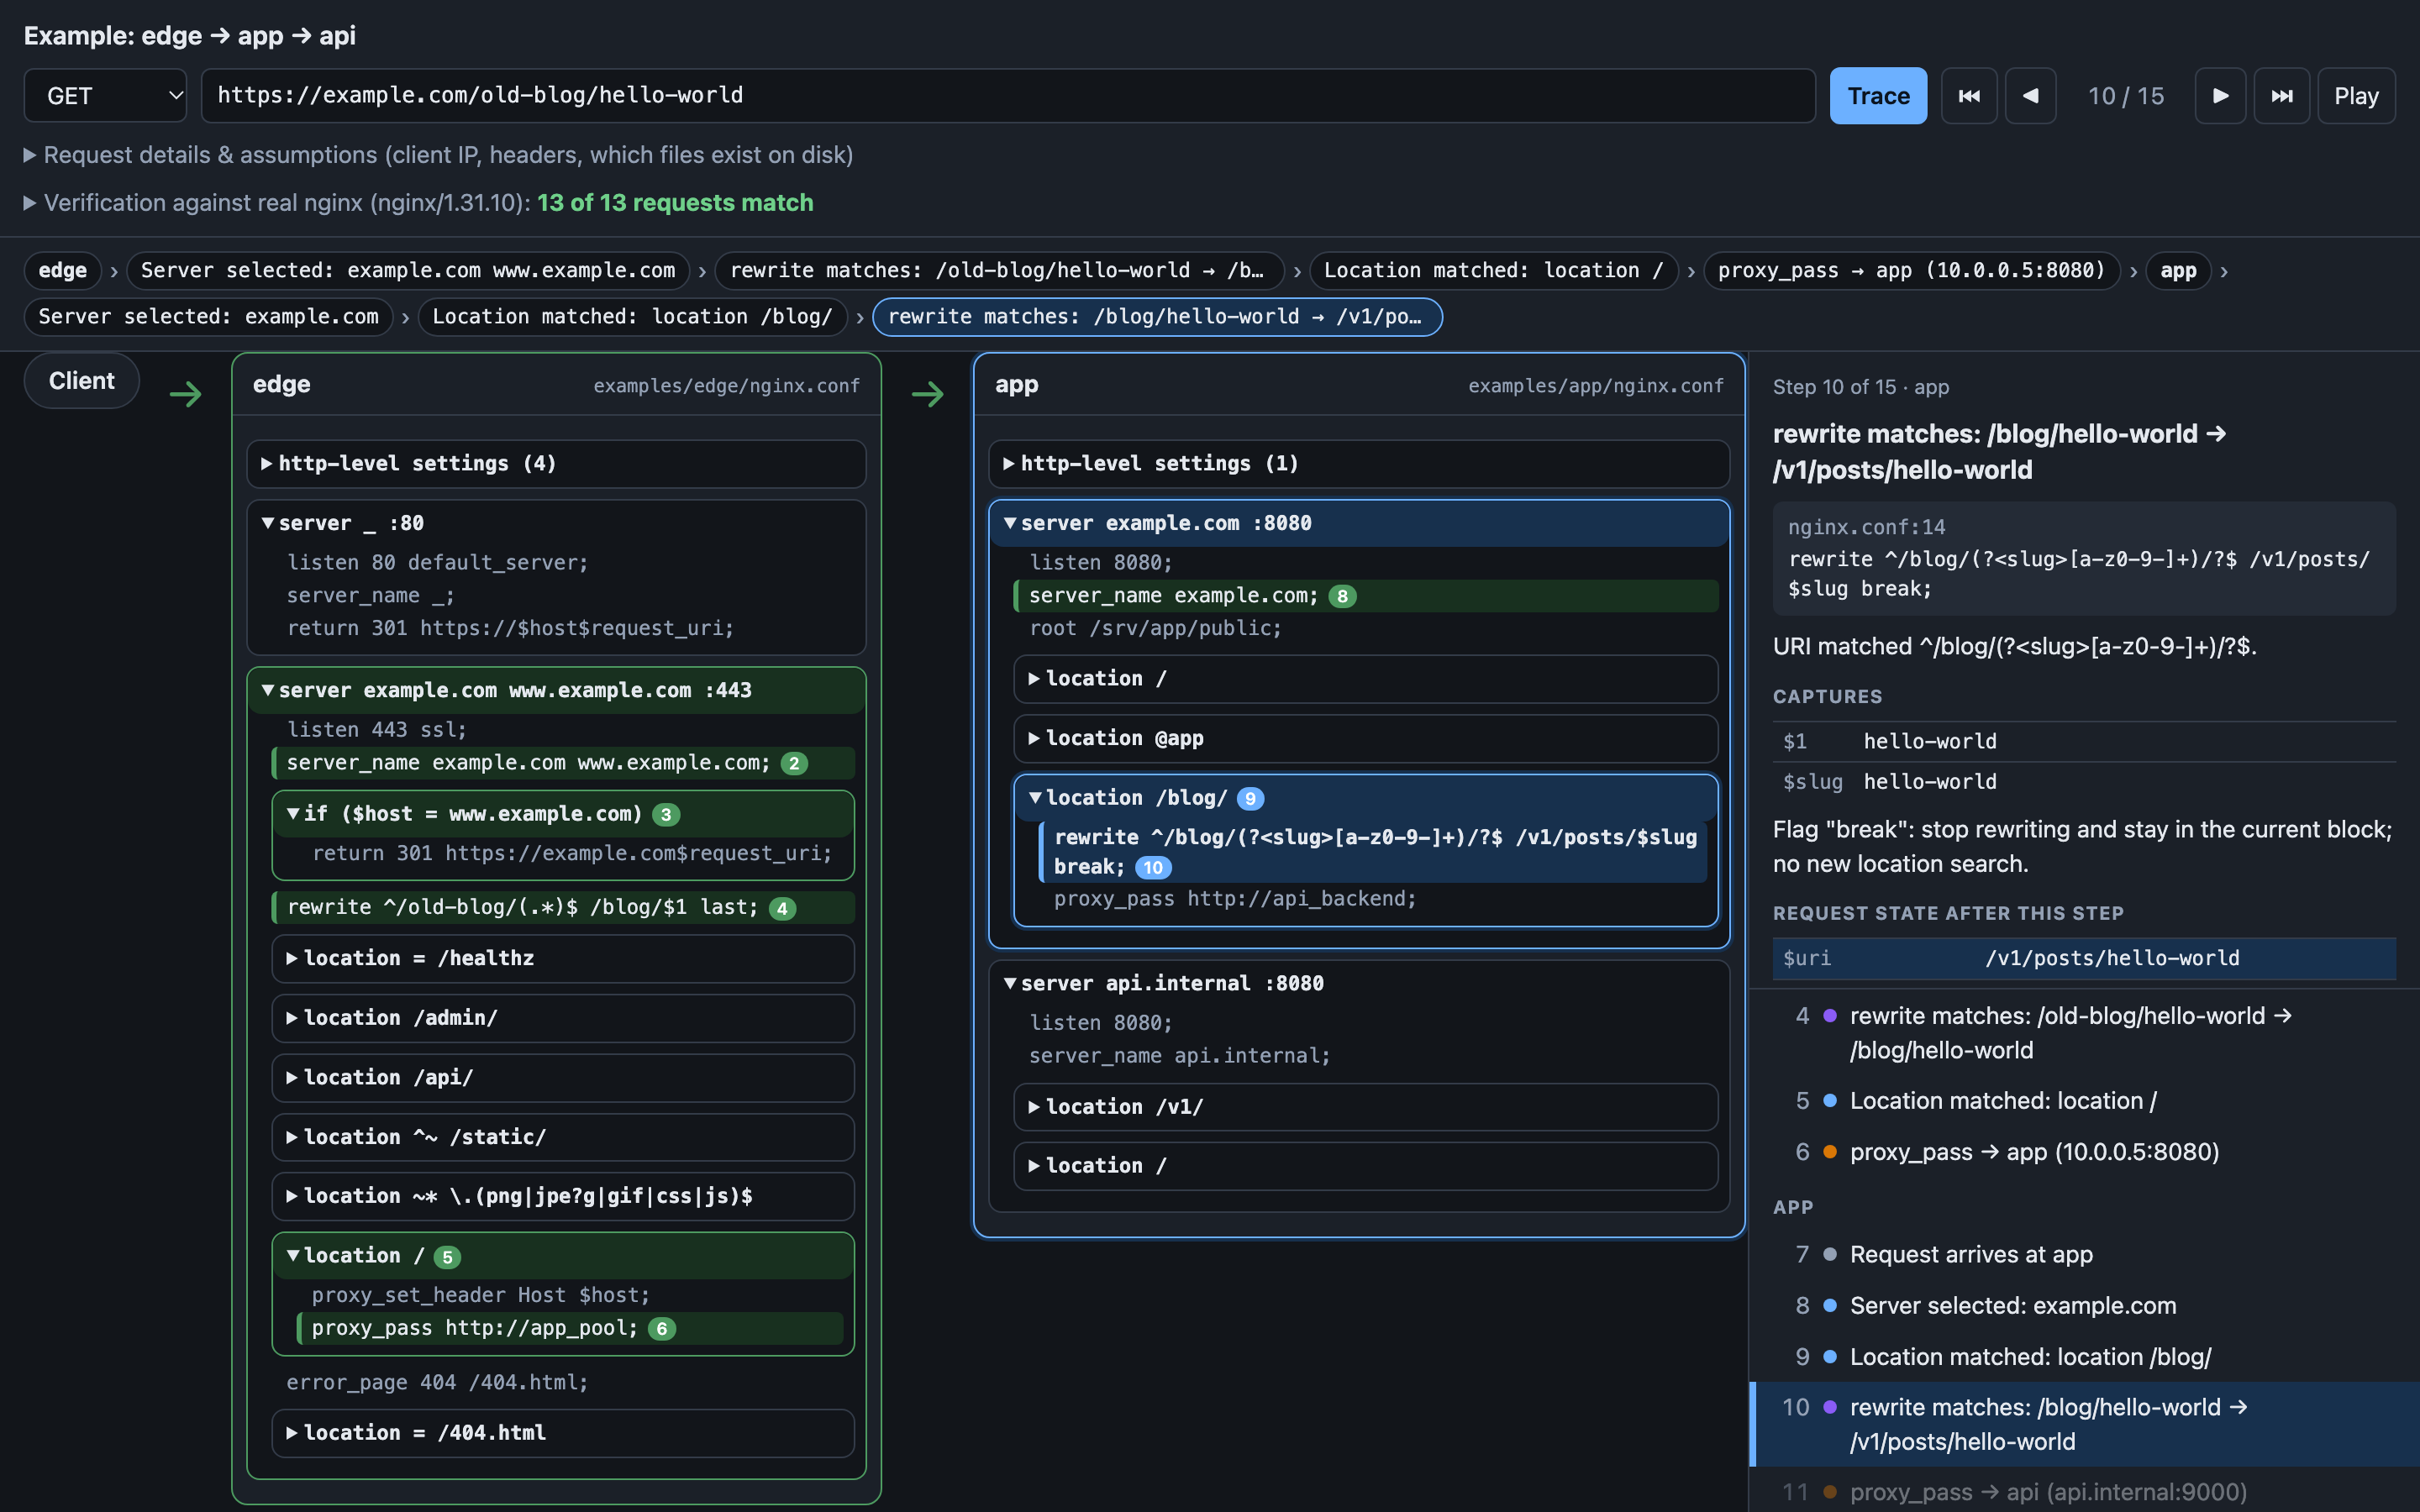 Example: edge → app → api
GET
https://example.com/old-blog/hello-world
Trace
10 / 15
Play
Request details & assumptions (client IP, headers, which files exist on disk)
Verification against real nginx (nginx/1.31.10): 13 of 13 requests match
edge › Server selected: example.com www.example.com › rewrite matches: /old-blog/hello-world → /b… › Location matched: location / › proxy_pass → app (10.0.0.5:8080) › app ›
Server selected: example.com › Location matched: location /blog/ › rewrite matches: /blog/hello-world → /v1/po…
Client
→
edge
examples/edge/nginx.conf
http-level settings (4)
server _ :80
listen 80 default_server;
server_name _;
return 301 https://$host$request_uri;
server example.com www.example.com :443
listen 443 ssl;
server_name example.com www.example.com; 2
if ($host = www.example.com) 3
return 301 https://example.com$request_uri;
rewrite ^/old-blog/(.*)$ /blog/$1 last; 4
location = /healthz
location /admin/
location /api/
location ^~ /static/
location ~* \.(png|jpe?g|gif|css|js)$
location / 5
proxy_set_header Host $host;
proxy_pass http://app_pool; 6
error_page 404 /404.html;
location = /404.html
→
app
examples/app/nginx.conf
http-level settings (1)
server example.com :8080
listen 8080;
server_name example.com; 8
root /srv/app/public;
location /
location @app
location /blog/ 9
rewrite ^/blog/(?<slug>[a-z0-9-]+)/?$ /v1/posts/$slug
break; 10
proxy_pass http://api_backend;
server api.internal :8080
listen 8080;
server_name api.internal;
location /v1/
location /
Step 10 of 15 · app
rewrite matches: /blog/hello-world →
/v1/posts/hello-world
nginx.conf:14
rewrite ^/blog/(?<slug>[a-z0-9-]+)/?$ /v1/posts/
$slug break;
URI matched ^/blog/(?<slug>[a-z0-9-]+)/?$.
CAPTURES
$1 hello-world
$slug hello-world
Flag "break": stop rewriting and stay in the current block;
no new location search.
REQUEST STATE AFTER THIS STEP
$uri /v1/posts/hello-world
4 rewrite matches: /old-blog/hello-world →
/blog/hello-world
5 Location matched: location /
6 proxy_pass → app (10.0.0.5:8080)
APP
7 Request arrives at app
8 Server selected: example.com
9 Location matched: location /blog/
10 rewrite matches: /blog/hello-world →
/v1/posts/hello-world
11 proxy_pass → api (api.internal:9000)